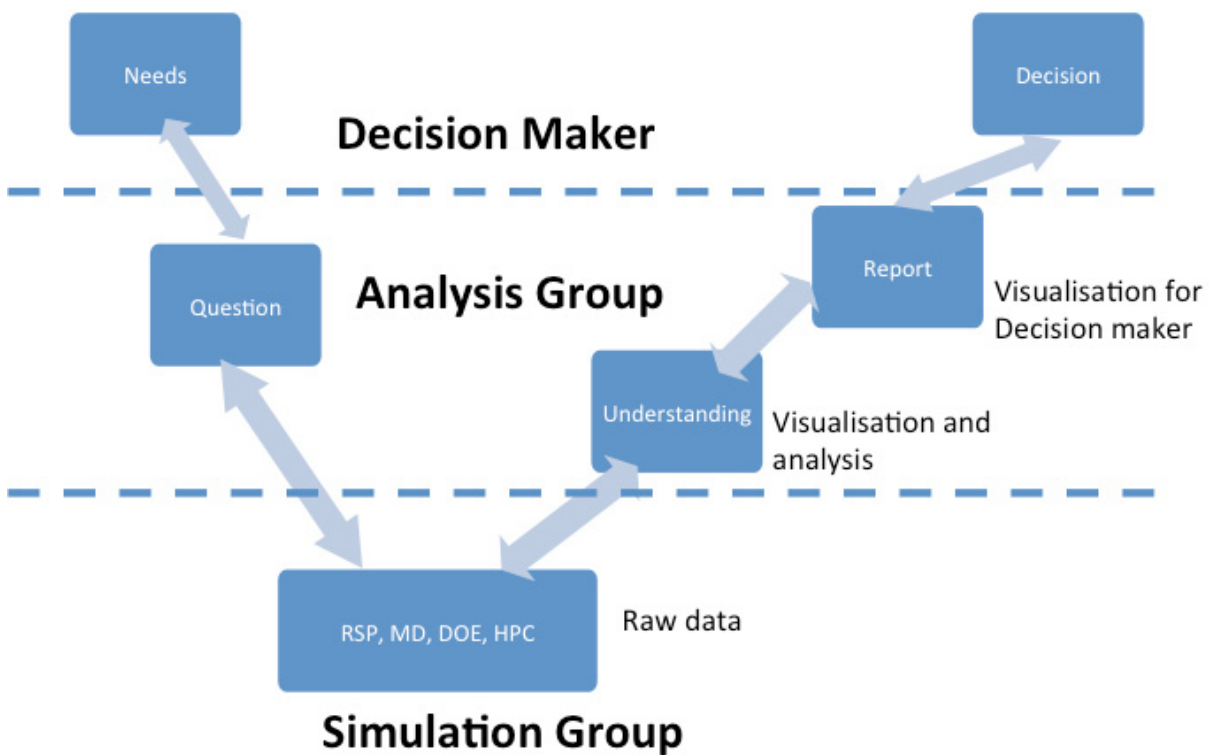 Needs
Decision
Decision Maker
Report
Question
Analysis Group
Visualisation for
Decision maker
Understanding
Visualisation and
analysis
RSP, MD, DOE, HPC
Raw data
Simulation Group